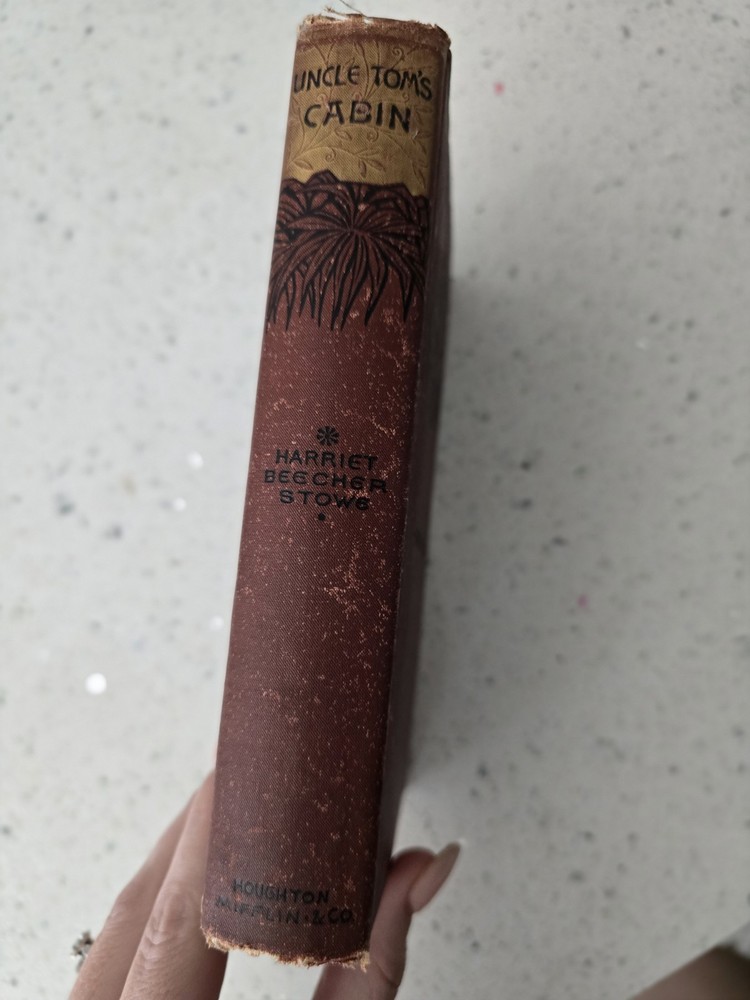 UNCLE TOM'S
CABIN
HARRIET
BEECHER
STOWE
HOUGHTON
MIFFLIN & CO.